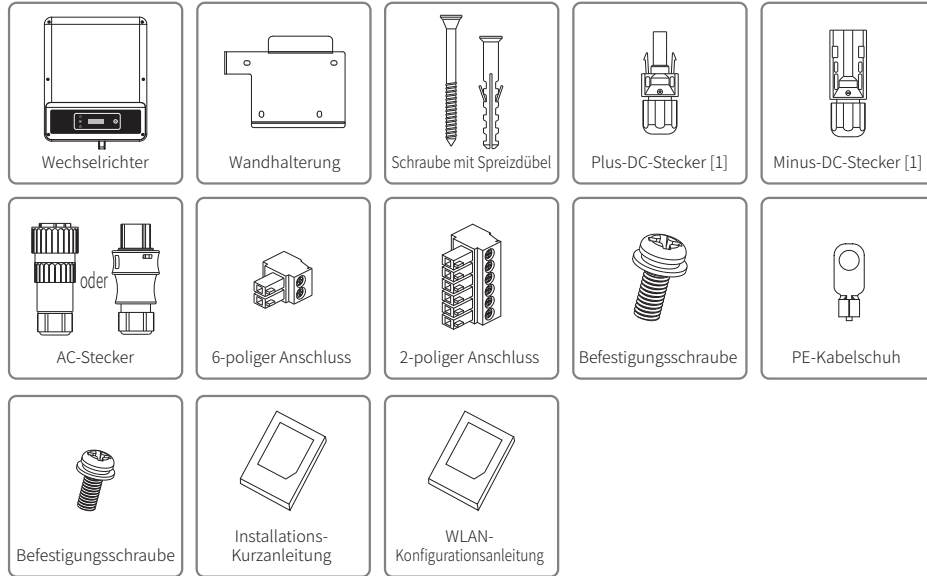 Wechselrichter
Wandhalterung
Schraube mit Spreizdübel
Plus-DC-Stecker [1]
Minus-DC-Stecker [1]
oder
AC-Stecker
6-poliger Anschluss
2-poliger Anschluss
Befestigungsschraube
PE-Kabelschuh
Befestigungsschraube
Installations-
Kurzanleitung
WLAN-
Konfigurationsanleitung